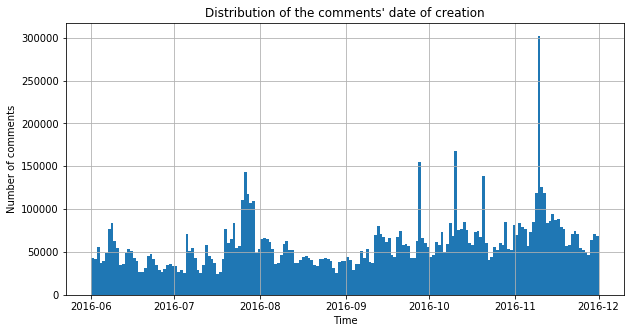 Distribution of the comments' date of creation
300000
250000
200000
150000
100000
50000
0
Number of comments
2016-06 2016-07 2016-08 2016-09 2016-10 2016-11 2016-12
Time